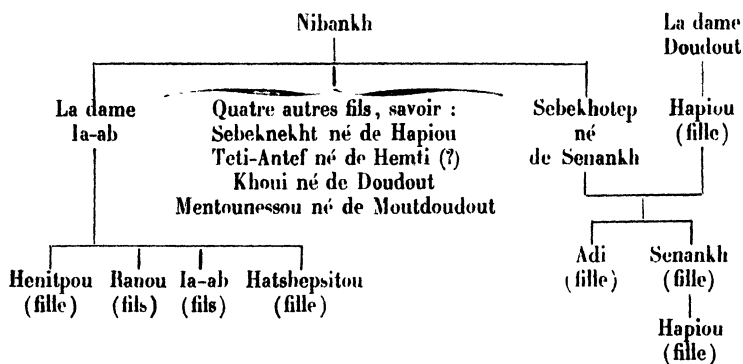 Nibankh
La dame
Doudout
La dame
Ia-ab
Quatre autres fils, savoir :
Sebeknekht né de Hapiou
Teti-Antef né de Hemti (?)
Khoui né de Doudout
Mentounessou né de Moutdoudout
Sebekhotep
né
de Senankh
Hapiou
(fille)
Henitpou
(fille)
Ranou
(fils)
Ia-ab
(fils)
Hatshepsitou
(fille)
Adi
(fille)
Senankh
(fille)
Hapiou
(fille)